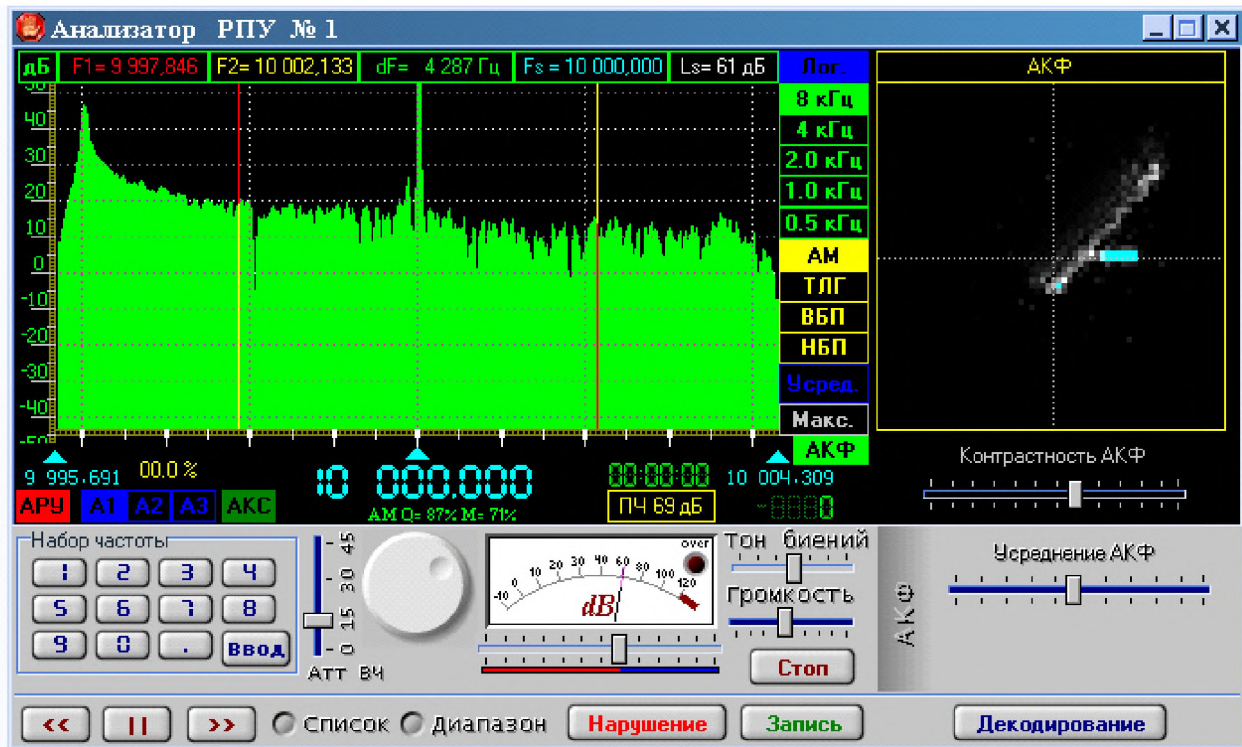 Анализатор РПУ № 1
дБ F1= 9 997,846 F2= 10 002,133 dF= 4 287 Гц Fs = 10 000,000 Ls= 61 дБ Лог. АКФ
50
40
30
20
10
0
-10
-20
-30
-40
-50
8 кГц
4 кГц
2.0 кГц
1.0 кГц
0.5 кГц
АМ
ТЛГ
ВБП
НБП
Усред.
Макс.
АКФ
9 995.691 00.0 % 10 000.000 00:00:00 10 004.309
АРУ А1 А2 А3 АКС АМ Q= 87% M= 71% ПЧ 69 дБ
Контрастность АКФ
Набор частоты
1 2 3 4
5 6 7 8
9 0 . Ввод
45
30
15
0
АТТ ВЧ
-10 0 10 20 30 40 60 80 100 120
over
dB
Тон биений
Громкость
Стоп
АКФ
Усреднение АКФ
<< || >> Список Диапазон Нарушение Запись Декодирование